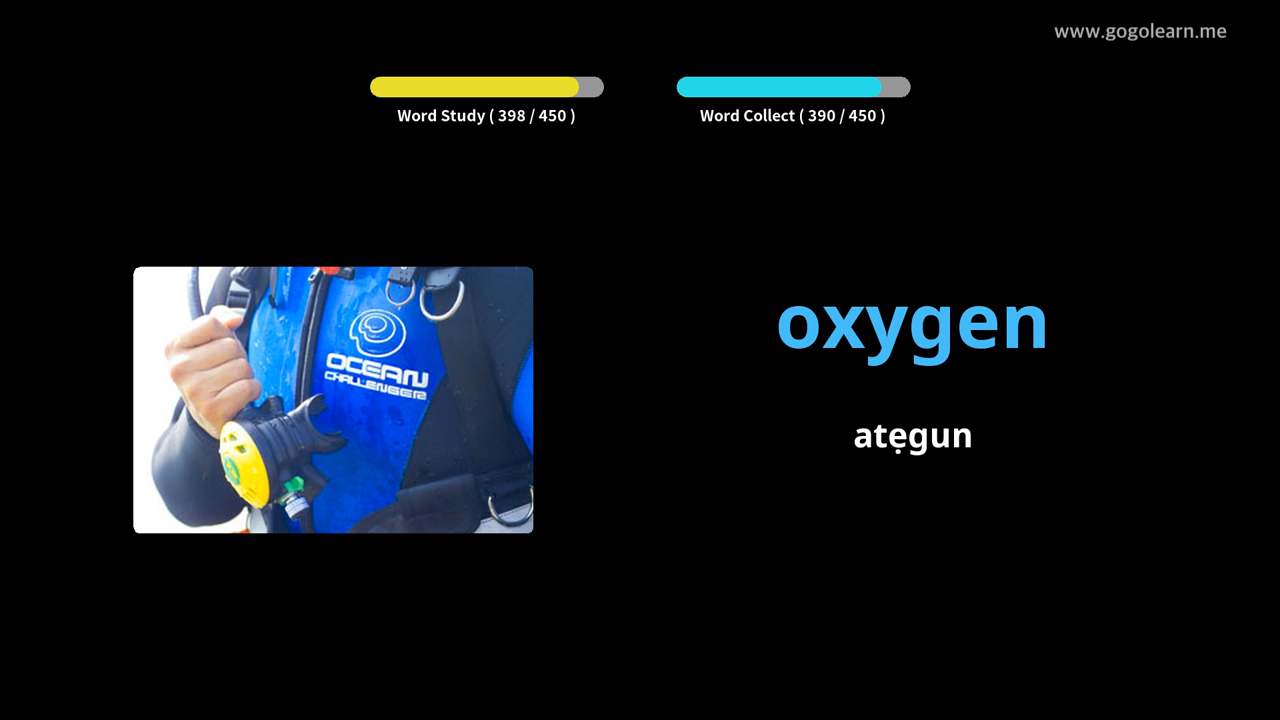 www.gogolearn.me
Word Study ( 398 / 450 )
Word Collect ( 390 / 450 )
OCEAN
CHALLENGER
oxygen
atẹgun